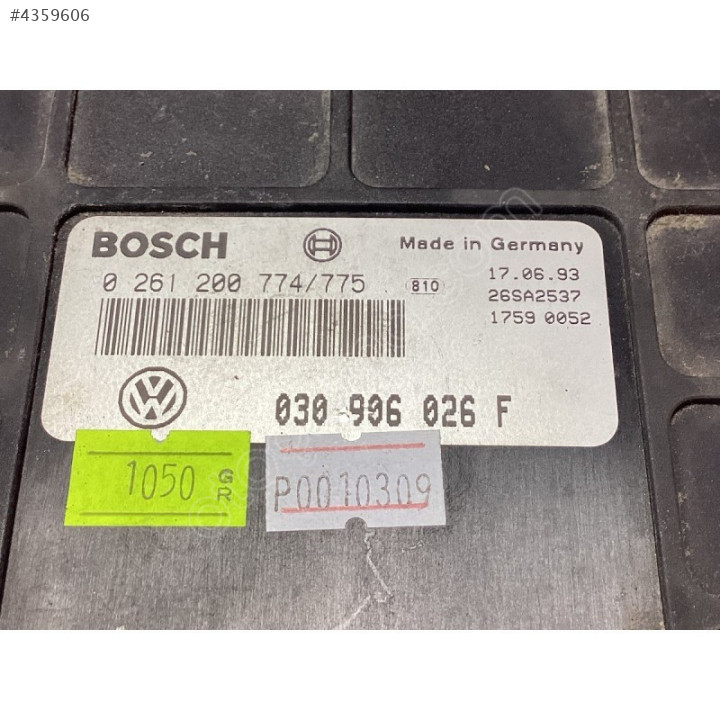 #4359606
BOSCH
Made in Germany
0 261 200 774/775
810
17.06.93
26SA2537
1759 0052
VW
030 906 026 F
1050
GR
P0010309